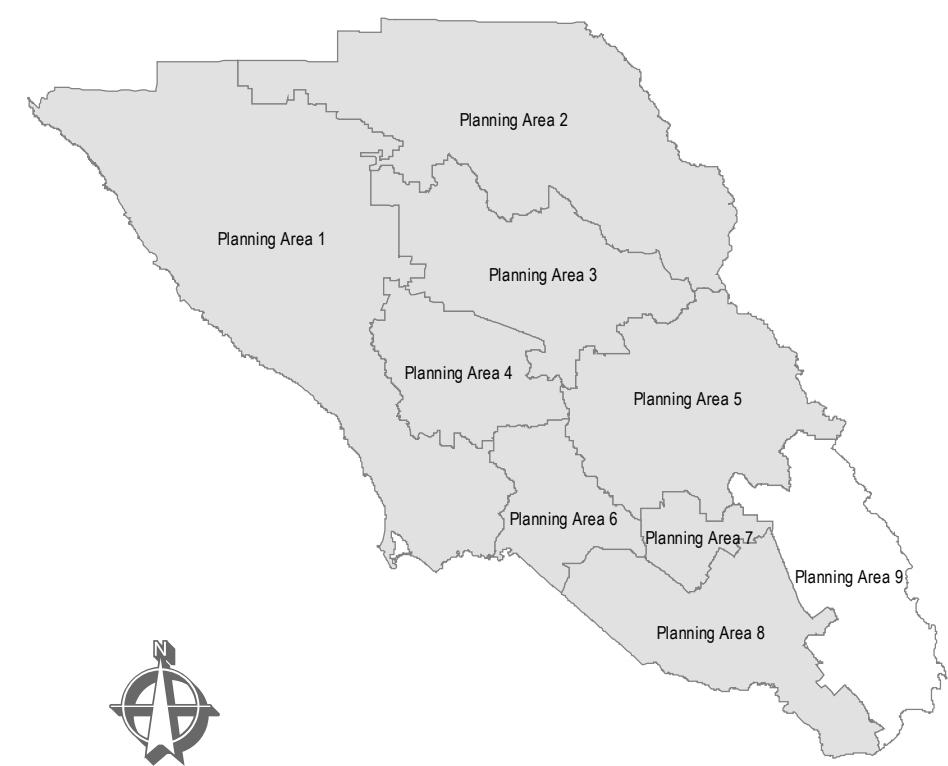 Planning Area 2
Planning Area 1
Planning Area 3
Planning Area 4
Planning Area 5
Planning Area 6
Planning Area 7
Planning Area 9
Planning Area 8
N